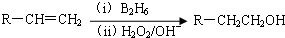 R—CH=CH₂ (i) B₂H₆ R—CH₂CH₂OH
(ii) H₂O₂/OH⁻